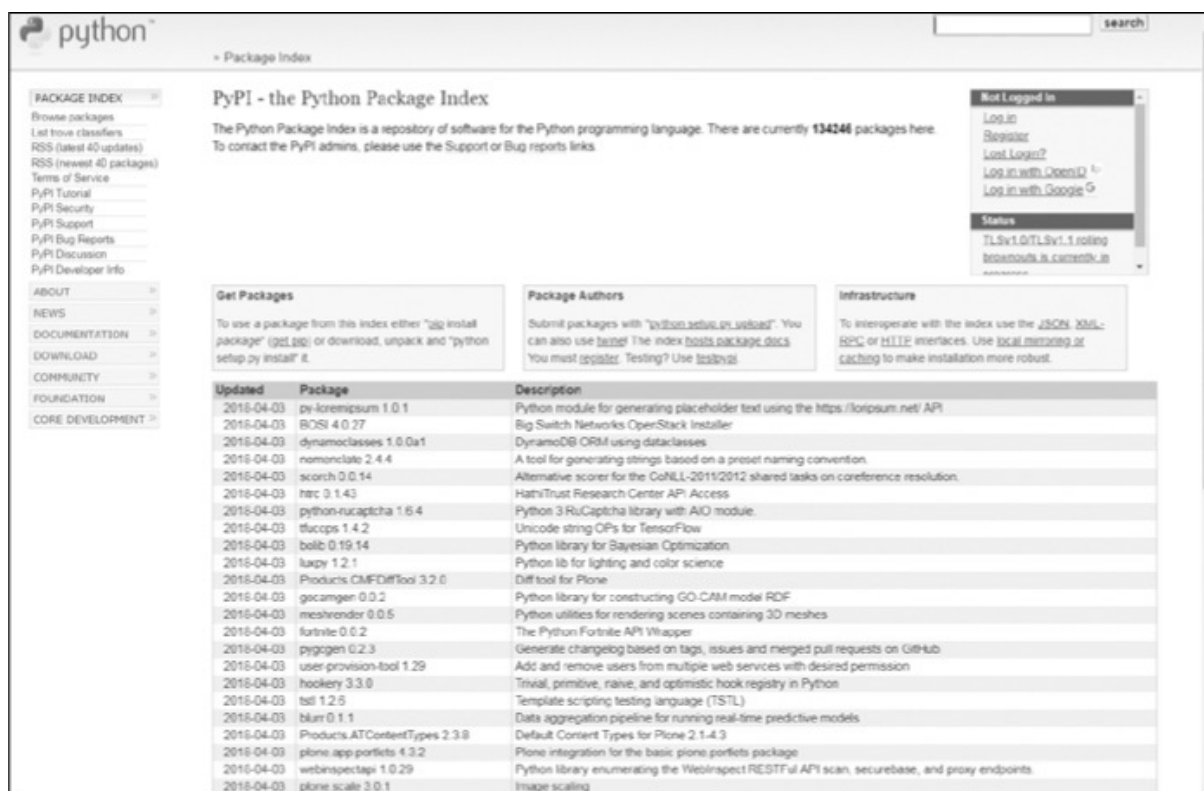 python™
search
» Package Index
PACKAGE INDEX »
Browse packages
List trove classifiers
RSS (latest 40 updates)
RSS (newest 40 packages)
Terms of Service
PyPI Tutorial
PyPI Security
PyPI Support
PyPI Bug Reports
PyPI Discussion
PyPI Developer Info
ABOUT »
NEWS »
DOCUMENTATION »
DOWNLOAD »
COMMUNITY »
FOUNDATION »
CORE DEVELOPMENT »
PyPI - the Python Package Index
The Python Package Index is a repository of software for the Python programming language. There are currently 134246 packages here.
To contact the PyPI admins, please use the Support or Bug reports links.
Not Logged In
Log in
Register
Lost Login?
Log in with OpenID
Log in with Google G
Status
TLSv1.0/TLSv1.1 rolling
brownouts is currently in
Get Packages
To use a package from this index either "pip install
package" (get pip) or download, unpack and "python
setup.py install" it.
Package Authors
Submit packages with "python setup.py upload". You
can also use twine! The index hosts package docs.
You must register. Testing? Use testpypi.
Infrastructure
To interoperate with the index use the JSON, XML-
RPC or HTTP interfaces. Use local mirroring or
caching to make installation more robust.
Updated Package Description
2018-04-03 py-loremipsum 1.0.1 Python module for generating placeholder text using the https://loripsum.net/ API
2018-04-03 BOSI 4.0.27 Big Switch Networks OpenStack Installer
2018-04-03 dynamoclasses 1.0.0a1 DynamoDB ORM using dataclasses
2018-04-03 nomenclate 2.4.4 A tool for generating strings based on a preset naming convention.
2018-04-03 scorch 0.0.14 Alternative scorer for the CoNLL-2011/2012 shared tasks on coreference resolution.
2018-04-03 htrc 0.1.43 HathiTrust Research Center API Access
2018-04-03 python-rucaptcha 1.6.4 Python 3 RuCaptcha library with AIO module.
2018-04-03 tfuccps 1.4.2 Unicode string OPs for TensorFlow
2018-04-03 bolib 0.19.14 Python library for Bayesian Optimization.
2018-04-03 luxpy 1.2.1 Python lib for lighting and color science
2018-04-03 Products.CMFDiffTool 3.2.0 Diff tool for Plone
2018-04-03 gocamgen 0.0.2 Python library for constructing GO-CAM model RDF
2018-04-03 meshrender 0.0.5 Python utilities for rendering scenes containing 3D meshes
2018-04-03 fortnite 0.0.2 The Python Fortnite API Wrapper
2018-04-03 pygcgen 0.2.3 Generate changelog based on tags, issues and merged pull requests on GitHub
2018-04-03 user-provision-tool 1.29 Add and remove users from multiple web services with desired permission
2018-04-03 hookery 3.3.0 Trivial, primitive, naive, and optimistic hook registry in Python
2018-04-03 tstl 1.2.6 Template scripting testing language (TSTL)
2018-04-03 blurr 0.1.1 Data aggregation pipeline for running real-time predictive models
2018-04-03 Products.ATContentTypes 2.3.8 Default Content Types for Plone 2.1-4.3
2018-04-03 plone.app.portlets 4.3.2 Plone integration for the basic plone.portlets package
2018-04-03 webinspectapi 1.0.29 Python library enumerating the WebInspect RESTFul API scan, securebase, and proxy endpoints.
2018-04-03 plone.scale 3.0.1 Image scaling